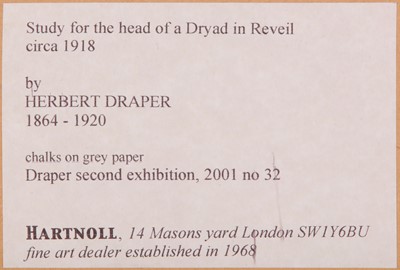 Study for the head of a Dryad in Reveil
circa 1918
by
HERBERT DRAPER
1864 - 1920
chalks on grey paper
Draper second exhibition, 2001 no 32
HARTNOLL, 14 Masons yard London SW1Y6BU
fine art dealer established in 1968